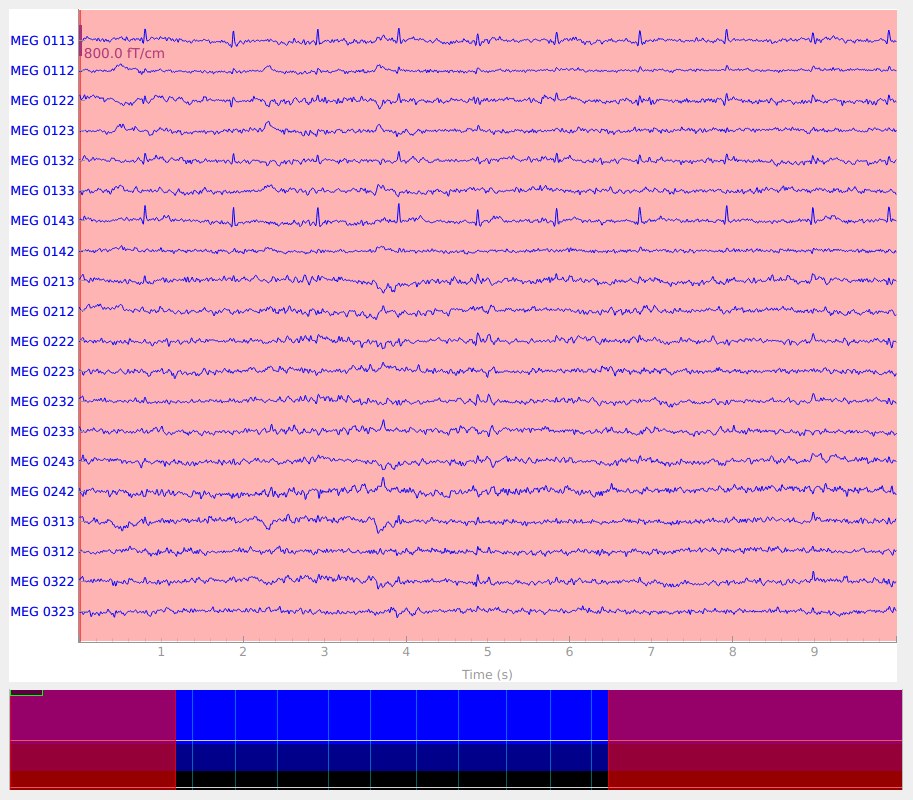 MEG 0113
800.0 fT/cm
MEG 0112
MEG 0122
MEG 0123
MEG 0132
MEG 0133
MEG 0143
MEG 0142
MEG 0213
MEG 0212
MEG 0222
MEG 0223
MEG 0232
MEG 0233
MEG 0243
MEG 0242
MEG 0313
MEG 0312
MEG 0322
MEG 0323
1 2 3 4 5 6 7 8 9
Time (s)